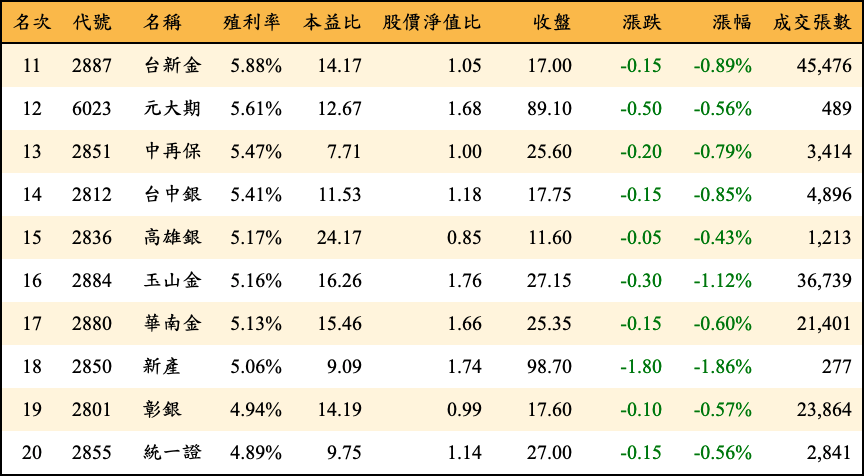 名次 代號 名稱 殖利率 本益比 股價淨值比 收盤 漲跌 漲幅 成交張數
11 2887 台新金 5.88% 14.17 1.05 17.00 -0.15 -0.89% 45,476
12 6023 元大期 5.61% 12.67 1.68 89.10 -0.50 -0.56% 489
13 2851 中再保 5.47% 7.71 1.00 25.60 -0.20 -0.79% 3,414
14 2812 台中銀 5.41% 11.53 1.18 17.75 -0.15 -0.85% 4,896
15 2836 高雄銀 5.17% 24.17 0.85 11.60 -0.05 -0.43% 1,213
16 2884 玉山金 5.16% 16.26 1.76 27.15 -0.30 -1.12% 36,739
17 2880 華南金 5.13% 15.46 1.66 25.35 -0.15 -0.60% 21,401
18 2850 新產 5.06% 9.09 1.74 98.70 -1.80 -1.86% 277
19 2801 彰銀 4.94% 14.19 0.99 17.60 -0.10 -0.57% 23,864
20 2855 統一證 4.89% 9.75 1.14 27.00 -0.15 -0.56% 2,841